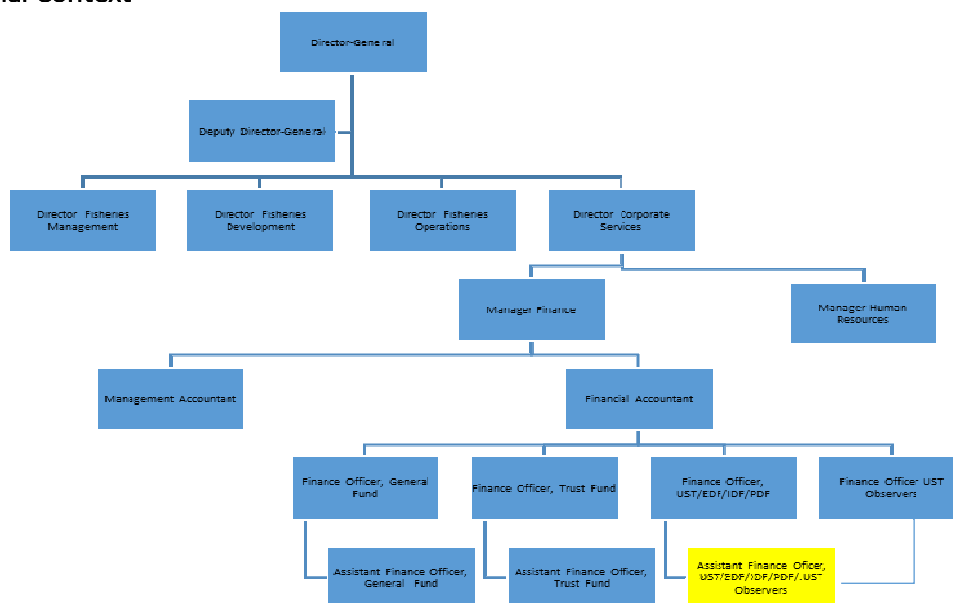 Director-General
Deputy Director-General
Director Fisheries
Management
Director Fisheries
Development
Director Fisheries
Operations
Director Corporate
Services
Manager Finance
Manager Human
Resources
Management Accountant
Financial Accountant
Finance Officer, General
Fund
Finance Officer, Trust Fund
Finance Officer,
UST/EDF/IDF/PDF
Finance Officer UST
Observers
Assistant Finance Officer,
General Fund
Assistant Finance Officer,
Trust Fund
Assistant Finance Oficer,
UST/EDF/IDF/PDF/.UST
Observers